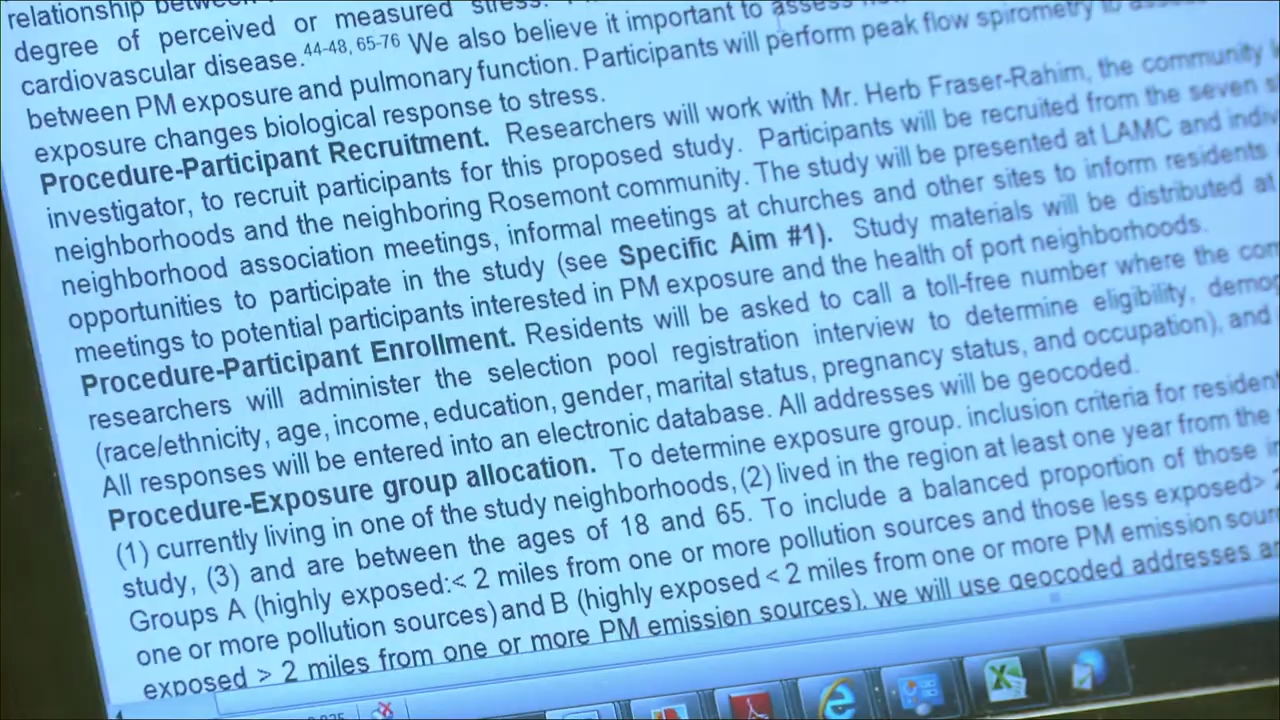 relationship between
degree of perceived or measured stress.
cardiovascular disease.44-48, 65-76 We also believe it important to assess
between PM exposure and pulmonary function. Participants will perform peak flow spirometry to
exposure changes biological response to stress.
Procedure-Participant Recruitment. Researchers will work with Mr. Herb Fraser-Rahim, the community
investigator, to recruit participants for this proposed study. Participants will be recruited from the seven
neighborhoods and the neighboring Rosemont community. The study will be presented at LAMC and
neighborhood association meetings, informal meetings at churches and other sites to inform residents
opportunities to participate in the study (see Specific Aim #1). Study materials will be distributed at
meetings to potential participants interested in PM exposure and the health of port neighborhoods.
Procedure-Participant Enrollment. Residents will be asked to call a toll-free number where the
researchers will administer the selection pool registration interview to determine eligibility,
(race/ethnicity, age, income, education, gender, marital status, pregnancy status, and occupation), and
All responses will be entered into an electronic database. All addresses will be geocoded.
Procedure-Exposure group allocation. To determine exposure group. inclusion criteria for
(1) currently living in one of the study neighborhoods, (2) lived in the region at least one year from the
study, (3) and are between the ages of 18 and 65. To include a balanced proportion of those
Groups A (highly exposed:< 2 miles from one or more pollution sources and those less exposed>
one or more pollution sources) and B (highly exposed < 2 miles from one or more PM emission
exposed > 2 miles from one or more PM emission sources), we will use geocoded addresses